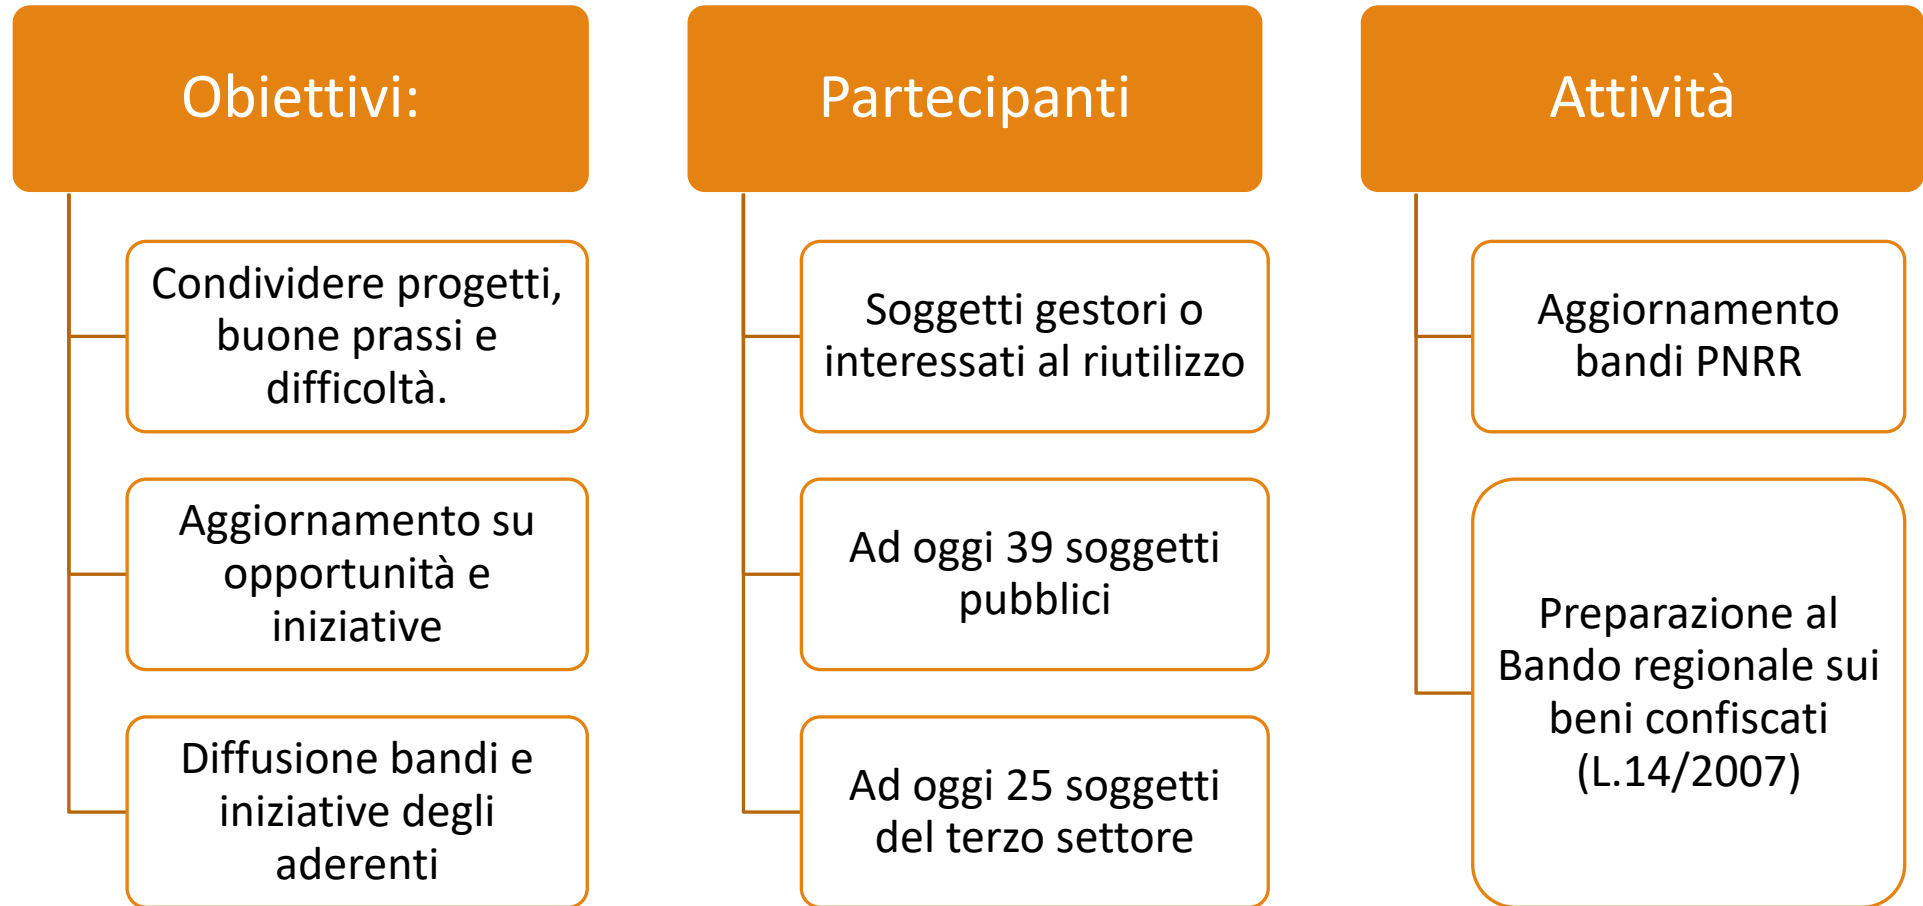 Obiettivi:
Condividere progetti,
buone prassi e
difficoltà.
Aggiornamento su
opportunità e
iniziative
Diffusione bandi e
iniziative degli
aderenti
Partecipanti
Soggetti gestori o
interessati al riutilizzo
Ad oggi 39 soggetti
pubblici
Ad oggi 25 soggetti
del terzo settore
Attività
Aggiornamento
bandi PNRR
Preparazione al
Bando regionale sui
beni confiscati
(L.14/2007)